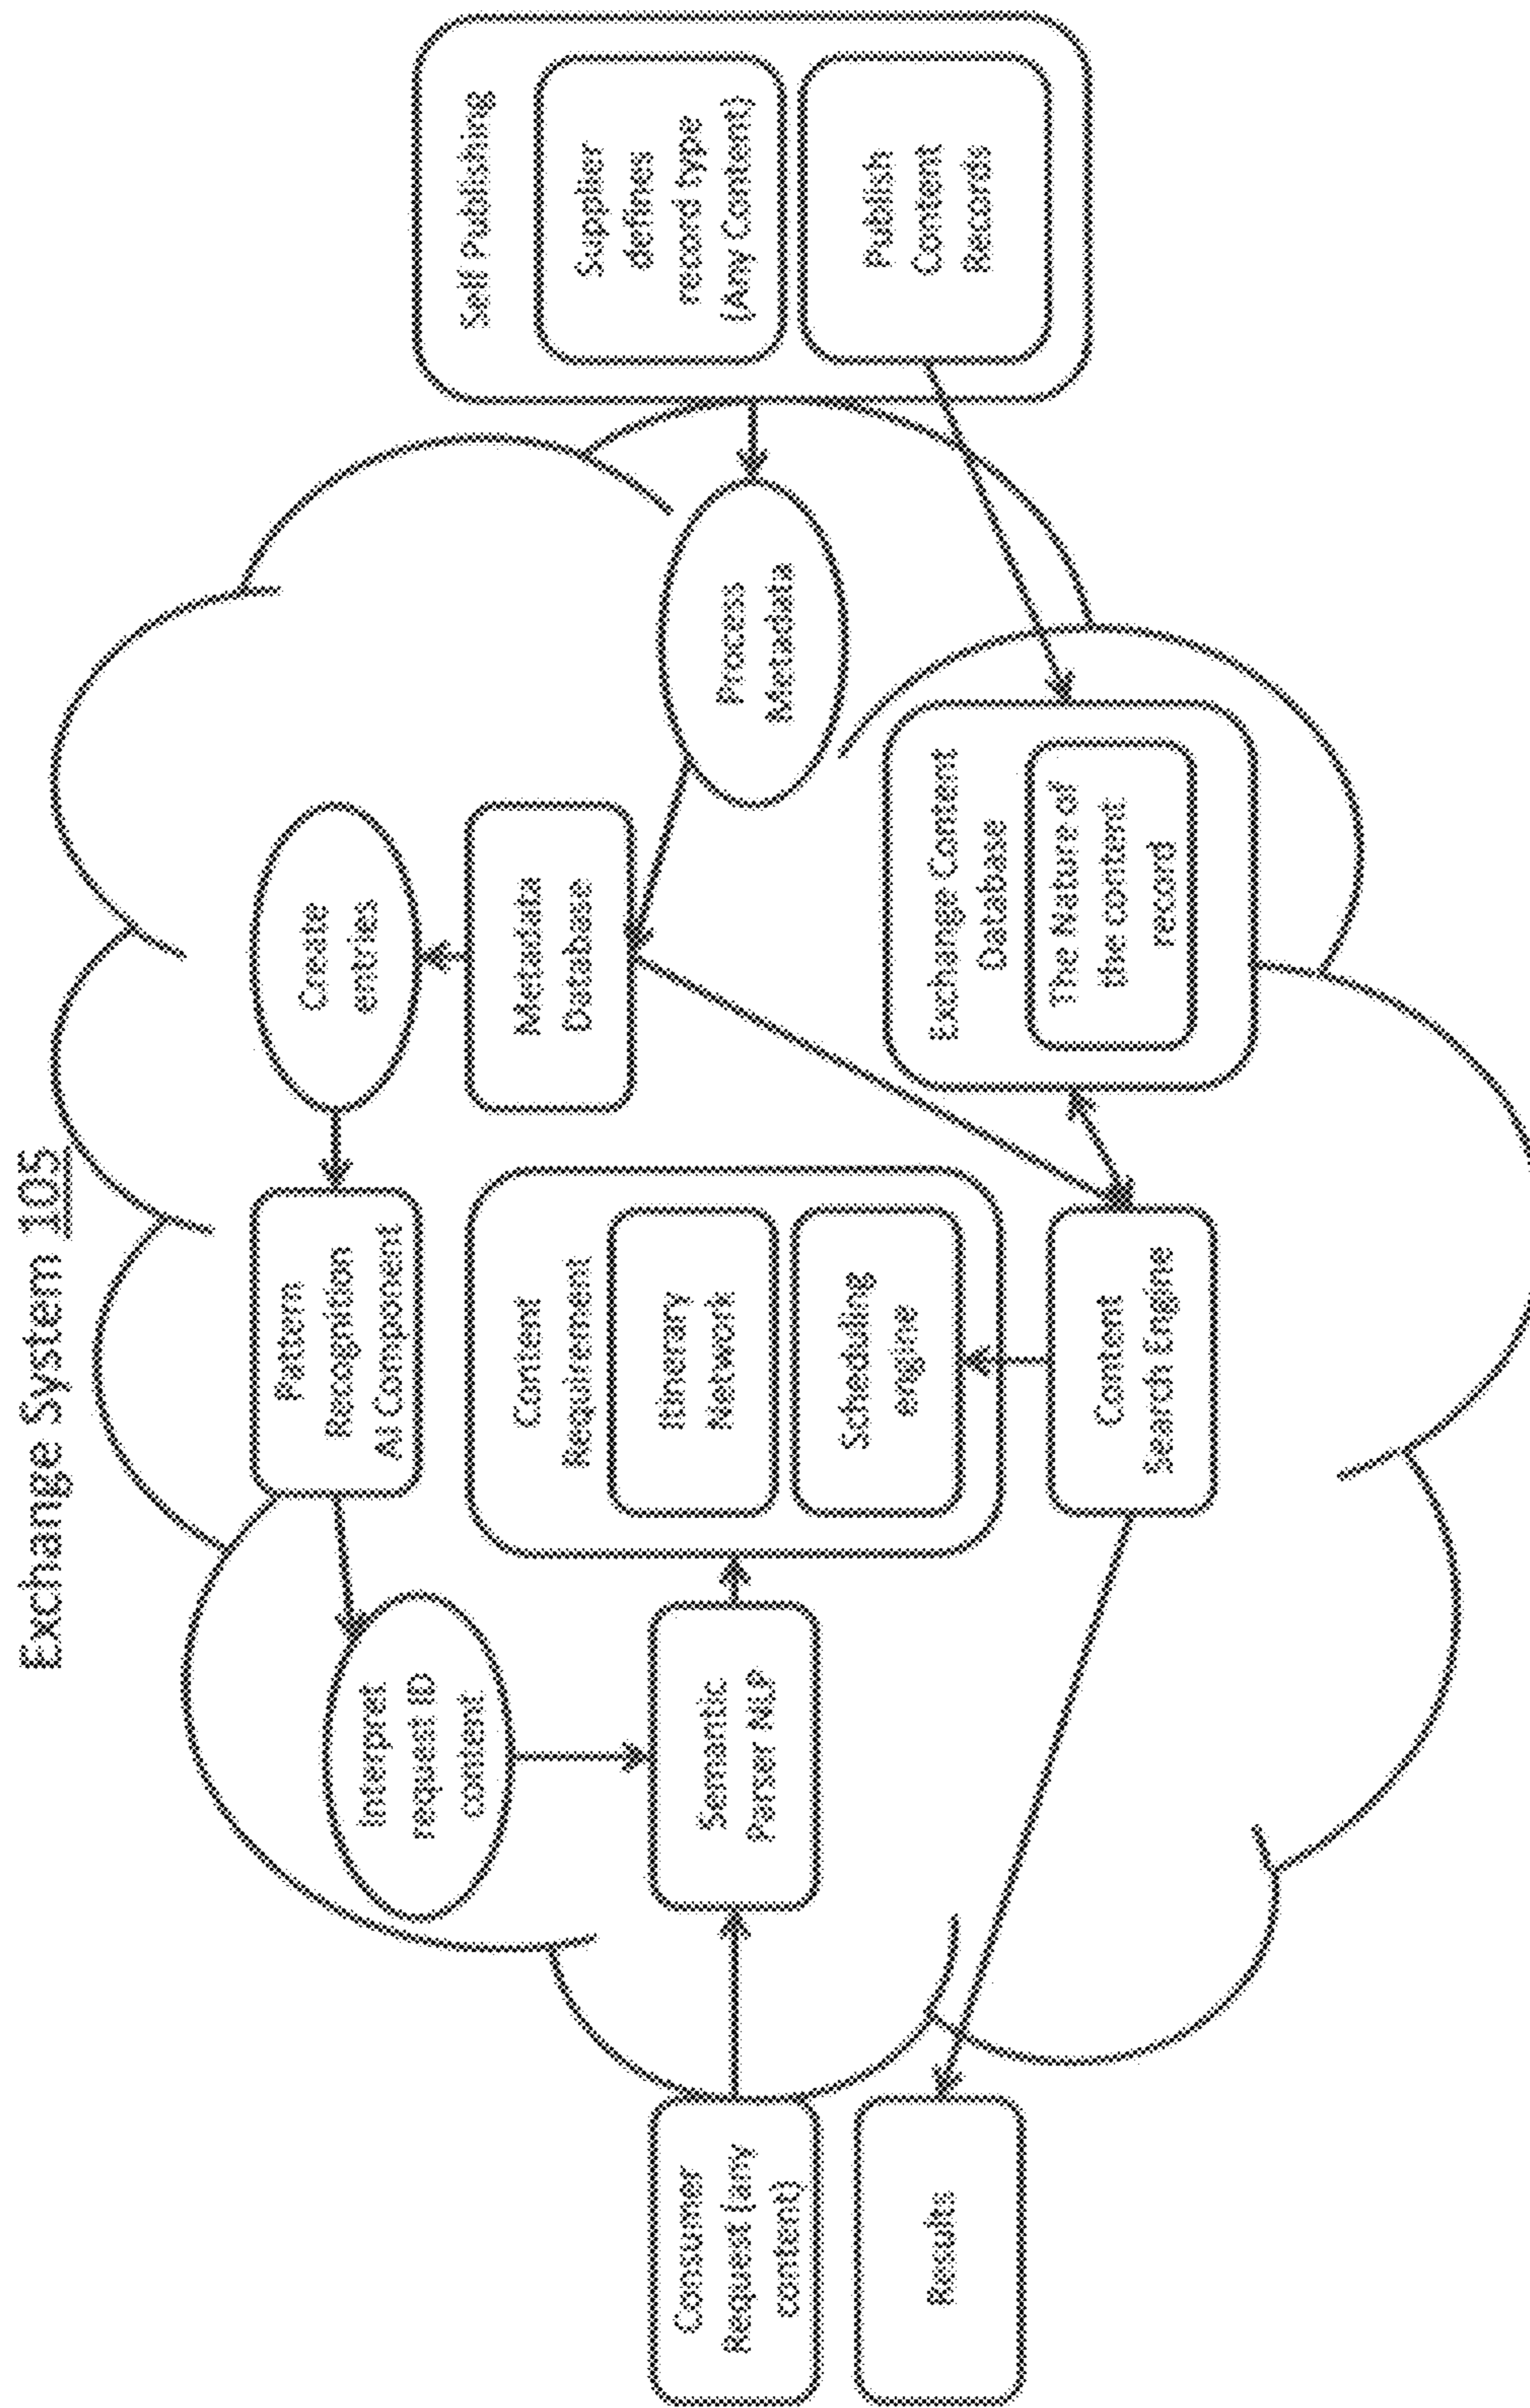 Exchange System 105
Create
entries
Pattern
Recognition
AI Component
Interpret
request ID
content
Metadata
Database
Content
Requirement
Itinerary
Network
Scheduling
engine
Semantic
Parser NLP
Consumer
Request (any
content)
Results
Content
Search Engine
Exchange Content
Database
The Nature of
the content
record
Process
Metadata
Self Publishing
Supplier
defines
record type
(Any Content)
Publish
Content
Records